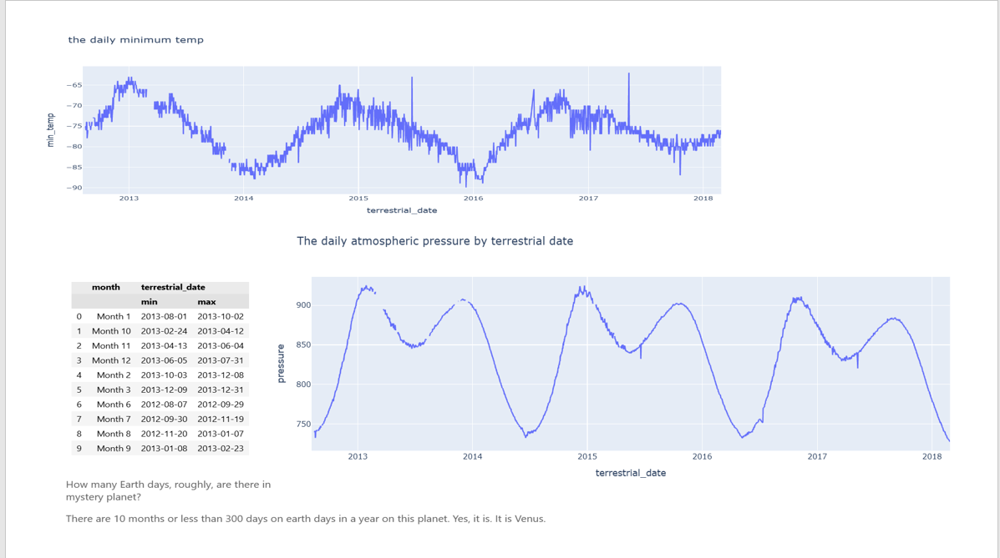 the daily minimum temp
−65
−70
−75
−80
−85
−90
min_temp
2013 2014 2015 2016 2017 2018
terrestrial_date
The daily atmospheric pressure by terrestrial date
month terrestrial_date
min max
0 Month 1 2013-08-01 2013-10-02
1 Month 10 2013-02-24 2013-04-12
2 Month 11 2013-04-13 2013-06-04
3 Month 12 2013-06-05 2013-07-31
4 Month 2 2013-10-03 2013-12-08
5 Month 3 2013-12-09 2013-12-31
6 Month 6 2012-08-07 2012-09-29
7 Month 7 2012-09-30 2012-11-19
8 Month 8 2012-11-20 2013-01-07
9 Month 9 2013-01-08 2013-02-23
900
850
800
750
pressure
2013 2014 2015 2016 2017 2018
terrestrial_date
How many Earth days, roughly, are there in
mystery planet?
There are 10 months or less than 300 days on earth days in a year on this planet. Yes, it is. It is Venus.